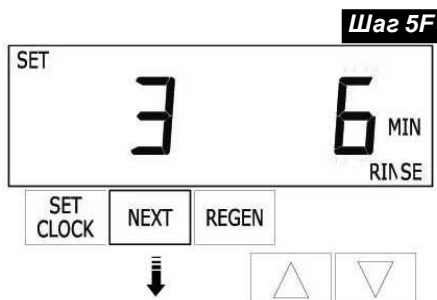 Шаг 5F
SET
3 6 MIN
RINSE
SET CLOCK NEXT REGEN